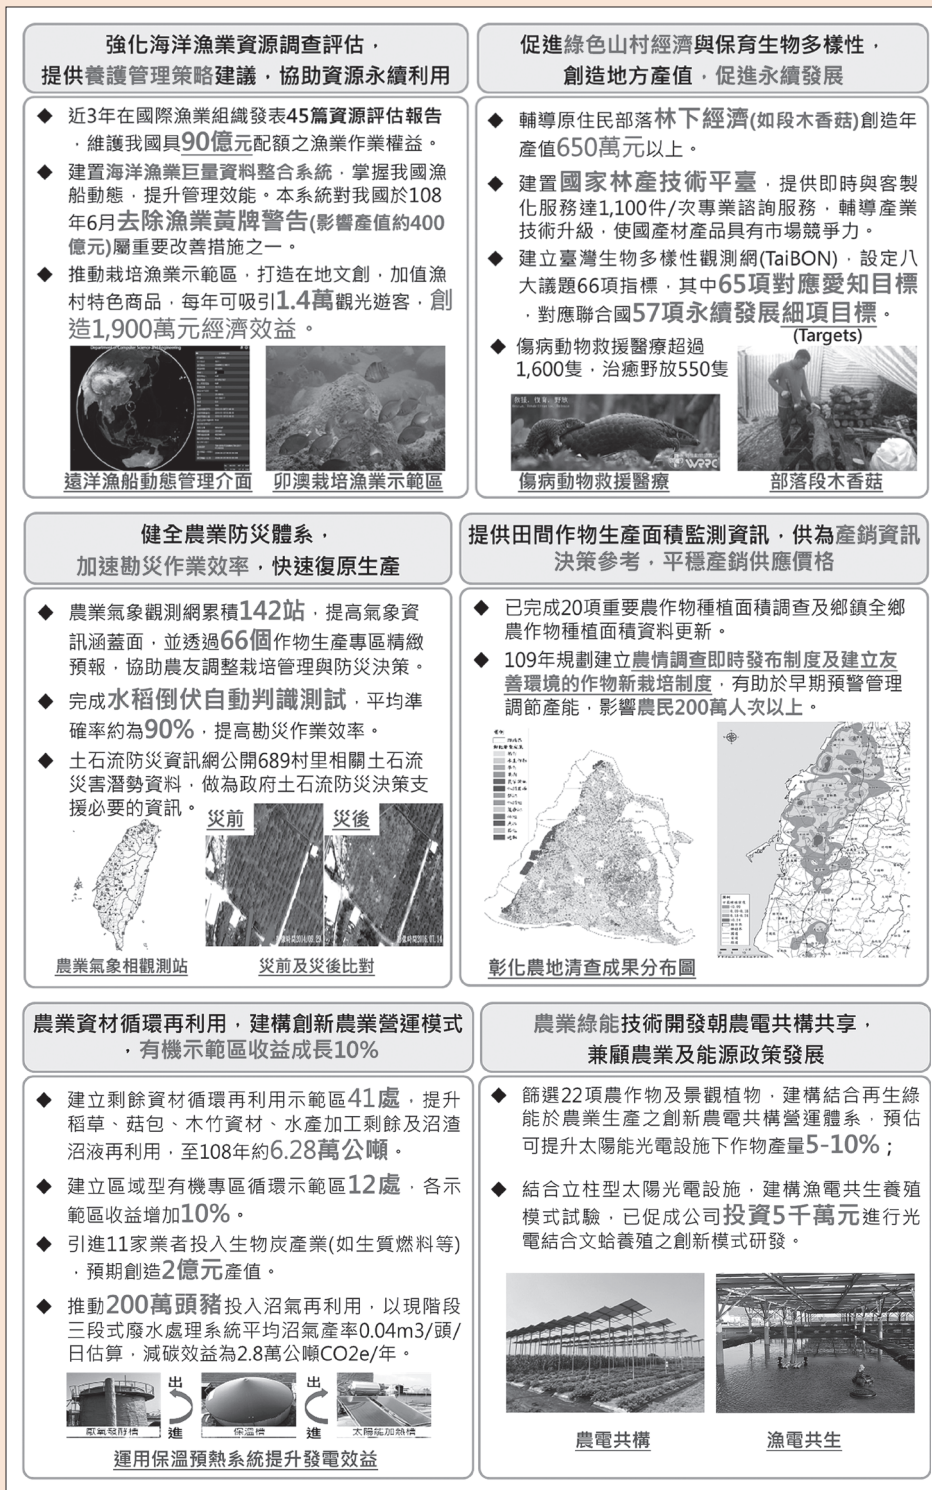 強化海洋漁業資源調查評估，
提供養護管理策略建議，協助資源永續利用
◆ 近3年在國際漁業組織發表45篇資源評估報告
，維護我國具90億元配額之漁業作業權益。
◆ 建置海洋漁業巨量資料整合系統，掌握我國漁
船動態，提升管理效能。本系統對我國於108
年6月去除漁業黃牌警告(影響產值約400
億元)屬重要改善措施之一。
◆ 推動栽培漁業示範區，打造在地文創，加值漁
村特色商品，每年可吸引1.4萬觀光遊客，創
造1,900萬元經濟效益。
遠洋漁船動態管理介面
卯澳栽培漁業示範區
促進綠色山村經濟與保育生物多樣性，
創造地方產值，促進永續發展
◆ 輔導原住民部落林下經濟(如段木香菇)創造年
產值650萬元以上。
◆ 建置國家林產技術平臺，提供即時與客製
化服務達1,100件/次專業諮詢服務，輔導產業
技術升級，使國產材產品具有市場競爭力。
◆ 建立臺灣生物多樣性觀測網(TaiBON)，設定八
大議題66項指標，其中65項對應愛知目標
，對應聯合國57項永續發展細項目標。
(Targets)
◆ 傷病動物救援醫療超過
1,600隻，治癒野放550隻
WRRC
傷病動物救援醫療
部落段木香菇
健全農業防災體系，
加速勘災作業效率，快速復原生產
◆ 農業氣象觀測網累積142站，提高氣象資
訊涵蓋面，並透過66個作物生產專區精緻
預報，協助農友調整栽培管理與防災決策。
◆ 完成水稻倒伏自動判識測試，平均準
確率約為90%，提高勘災作業效率。
◆ 土石流防災資訊網公開689村里相關土石流
災害潛勢資料，做為政府土石流防災決策支
援必要的資訊。
災前
災後
農業氣象相觀測站
災前及災後比對
提供田間作物生產面積監測資訊，供為產銷資訊
決策參考，平穩產銷供應價格
◆ 已完成20項重要農作物種植面積調查及鄉鎮全鄉
農作物種植面積資料更新。
◆ 109年規劃建立農情調查即時發布制度及建立友
善環境的作物新栽培制度，有助於早期預警管理
調節產能，影響農民200萬人次以上。
彰化農地清查成果分布圖
農業資材循環再利用，建構創新農業營運模式
，有機示範區收益成長10%
◆ 建立剩餘資材循環再利用示範區41處，提升
稻草、菇包、木竹資材、水產加工剩餘及沼渣
沼液再利用，至108年約6.28萬公噸。
◆ 建立區域型有機專區循環示範區12處，各示
範區收益增加10%。
◆ 引進11家業者投入生物炭產業(如生質燃料等)
，預期創造2億元產值。
◆ 推動200萬頭豬投入沼氣再利用，以現階段
三段式廢水處理系統平均沼氣產率0.04m3/頭/
日估算，減碳效益為2.8萬公噸CO2e/年。
出
進
出
進
厭氧發酵槽
保溫槽
太陽能加熱槽
運用保溫預熱系統提升發電效益
農業綠能技術開發朝農電共構共享，
兼顧農業及能源政策發展
◆ 篩選22項農作物及景觀植物，建構結合再生綠
能於農業生產之創新農電共構營運體系，預估
可提升太陽能光電設施下作物產量5-10%；
◆ 結合立柱型太陽光電設施，建構漁電共生養殖
模式試驗，已促成公司投資5千萬元進行光
電結合文蛤養殖之創新模式研發。
農電共構
漁電共生